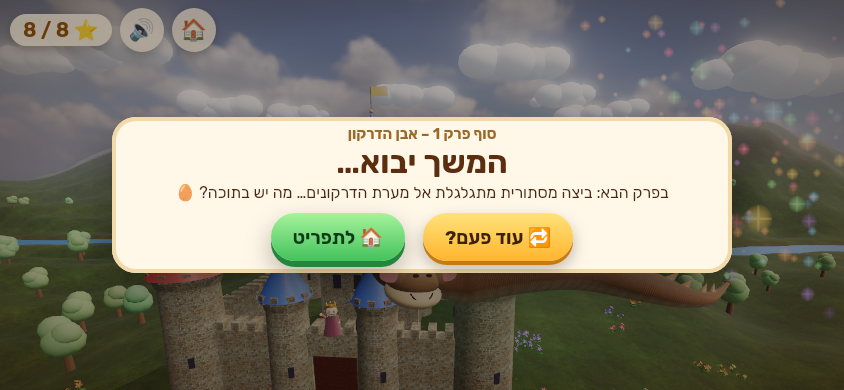 8 / 8 ⭐ 🔊 🏠
סוף פרק 1 – אבן הדרקון
המשך יבוא...
בפרק הבא: ביצה מסתורית מתגלגלת אל מערת הדרקונים... מה יש בתוכה? 🥚
🔁 עוד פעם?
🏠 לתפריט